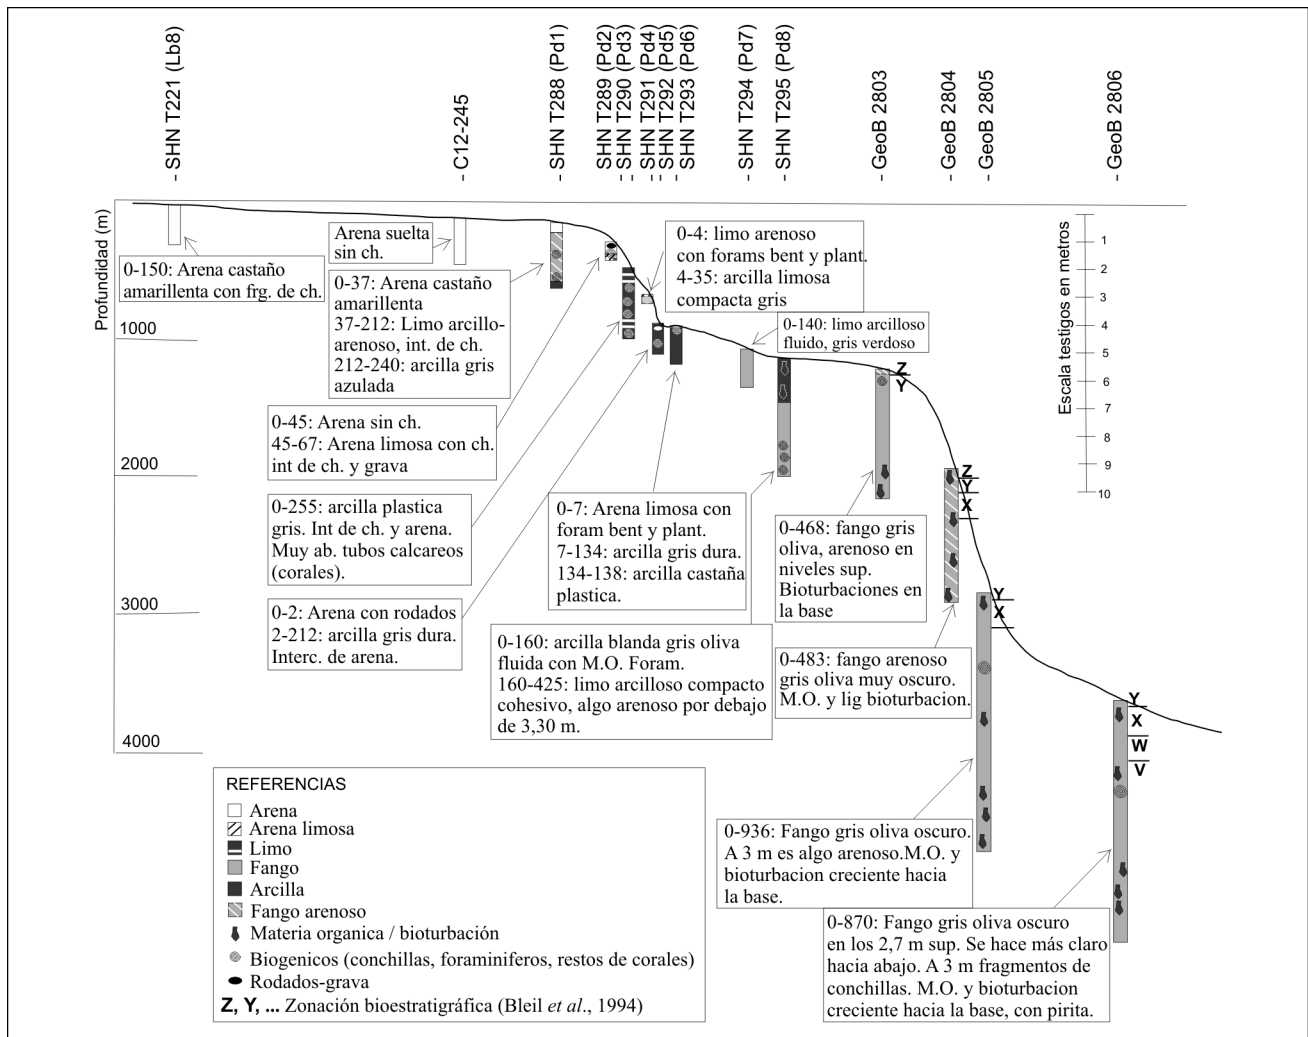 SHN T221 (Lb8)
C12-245
SHN T288 (Pd1)
SHN T289 (Pd2)
SHN T290 (Pd3)
SHN T291 (Pd4)
SHN T292 (Pd5)
SHN T293 (Pd6)
SHN T294 (Pd7)
SHN T295 (Pd8)
GeoB 2803
GeoB 2804
GeoB 2805
GeoB 2806
Profundidad (m)
1000
2000
3000
4000
Escala testigos en metros
1
2
3
4
5
6
7
8
9
10
0-150: Arena castaño
amarillenta con frg. de ch.
Arena suelta
sin ch.
0-37: Arena castaño
amarillenta
37-212: Limo arcillo-
arenoso, int. de ch.
212-240: arcilla gris
azulada
0-45: Arena sin ch.
45-67: Arena limosa con ch.
int de ch. y grava
0-255: arcilla plastica
gris. Int de ch. y arena.
Muy ab. tubos calcareos
(corales).
0-2: Arena con rodados
2-212: arcilla gris dura.
Interc. de arena.
0-4: limo arenoso
con forams bent y plant.
4-35: arcilla limosa
compacta gris
0-140: limo arcilloso
fluido, gris verdoso
0-7: Arena limosa con
foram bent y plant.
7-134: arcilla gris dura.
134-138: arcilla castaña
plastica.
0-160: arcilla blanda gris oliva
fluida con M.O. Foram.
160-425: limo arcilloso compacto
cohesivo, algo arenoso por debajo
de 3,30 m.
0-468: fango gris
oliva, arenoso en
niveles sup.
Bioturbaciones en
la base
0-483: fango arenoso
gris oliva muy oscuro.
M.O. y lig bioturbacion.
0-936: Fango gris oliva oscuro.
A 3 m es algo arenoso.M.O. y
bioturbacion creciente hacia
la base.
0-870: Fango gris oliva oscuro
en los 2,7 m sup. Se hace más claro
hacia abajo. A 3 m fragmentos de
conchillas. M.O. y bioturbacion
creciente hacia la base, con pirita.
Z
Y
Z
Y
X
Y
X
Y
X
W
V
REFERENCIAS
Arena
Arena limosa
Limo
Fango
Arcilla
Fango arenoso
Materia organica / bioturbación
Biogenicos (conchillas, foraminiferos, restos de corales)
Rodados-grava
Z, Y, ... Zonación bioestratigráfica (Bleil et al., 1994)